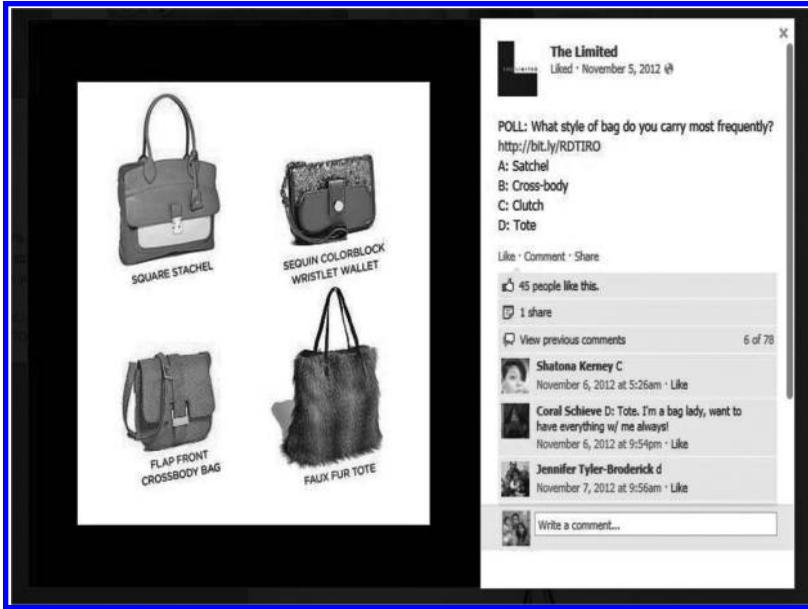 SQUARE STACHEL
SEQUIN COLORBLOCK
WRISTLET WALLET
FLAP FRONT
CROSSBODY BAG
FAUX FUR TOTE
The Limited
Liked · November 5, 2012
POLL: What style of bag do you carry most frequently?
http://bit.ly/RDTIRO
A: Satchel
B: Cross-body
C: Clutch
D: Tote
Like · Comment · Share
45 people like this.
1 share
View previous comments 6 of 78
Shatona Kerney C
November 6, 2012 at 5:26am · Like
Coral Schieve D: Tote. I'm a bag lady, want to
have everything w/ me always!
November 6, 2012 at 9:54pm · Like
Jennifer Tyler-Broderick d
November 7, 2012 at 9:56am · Like
Write a comment...